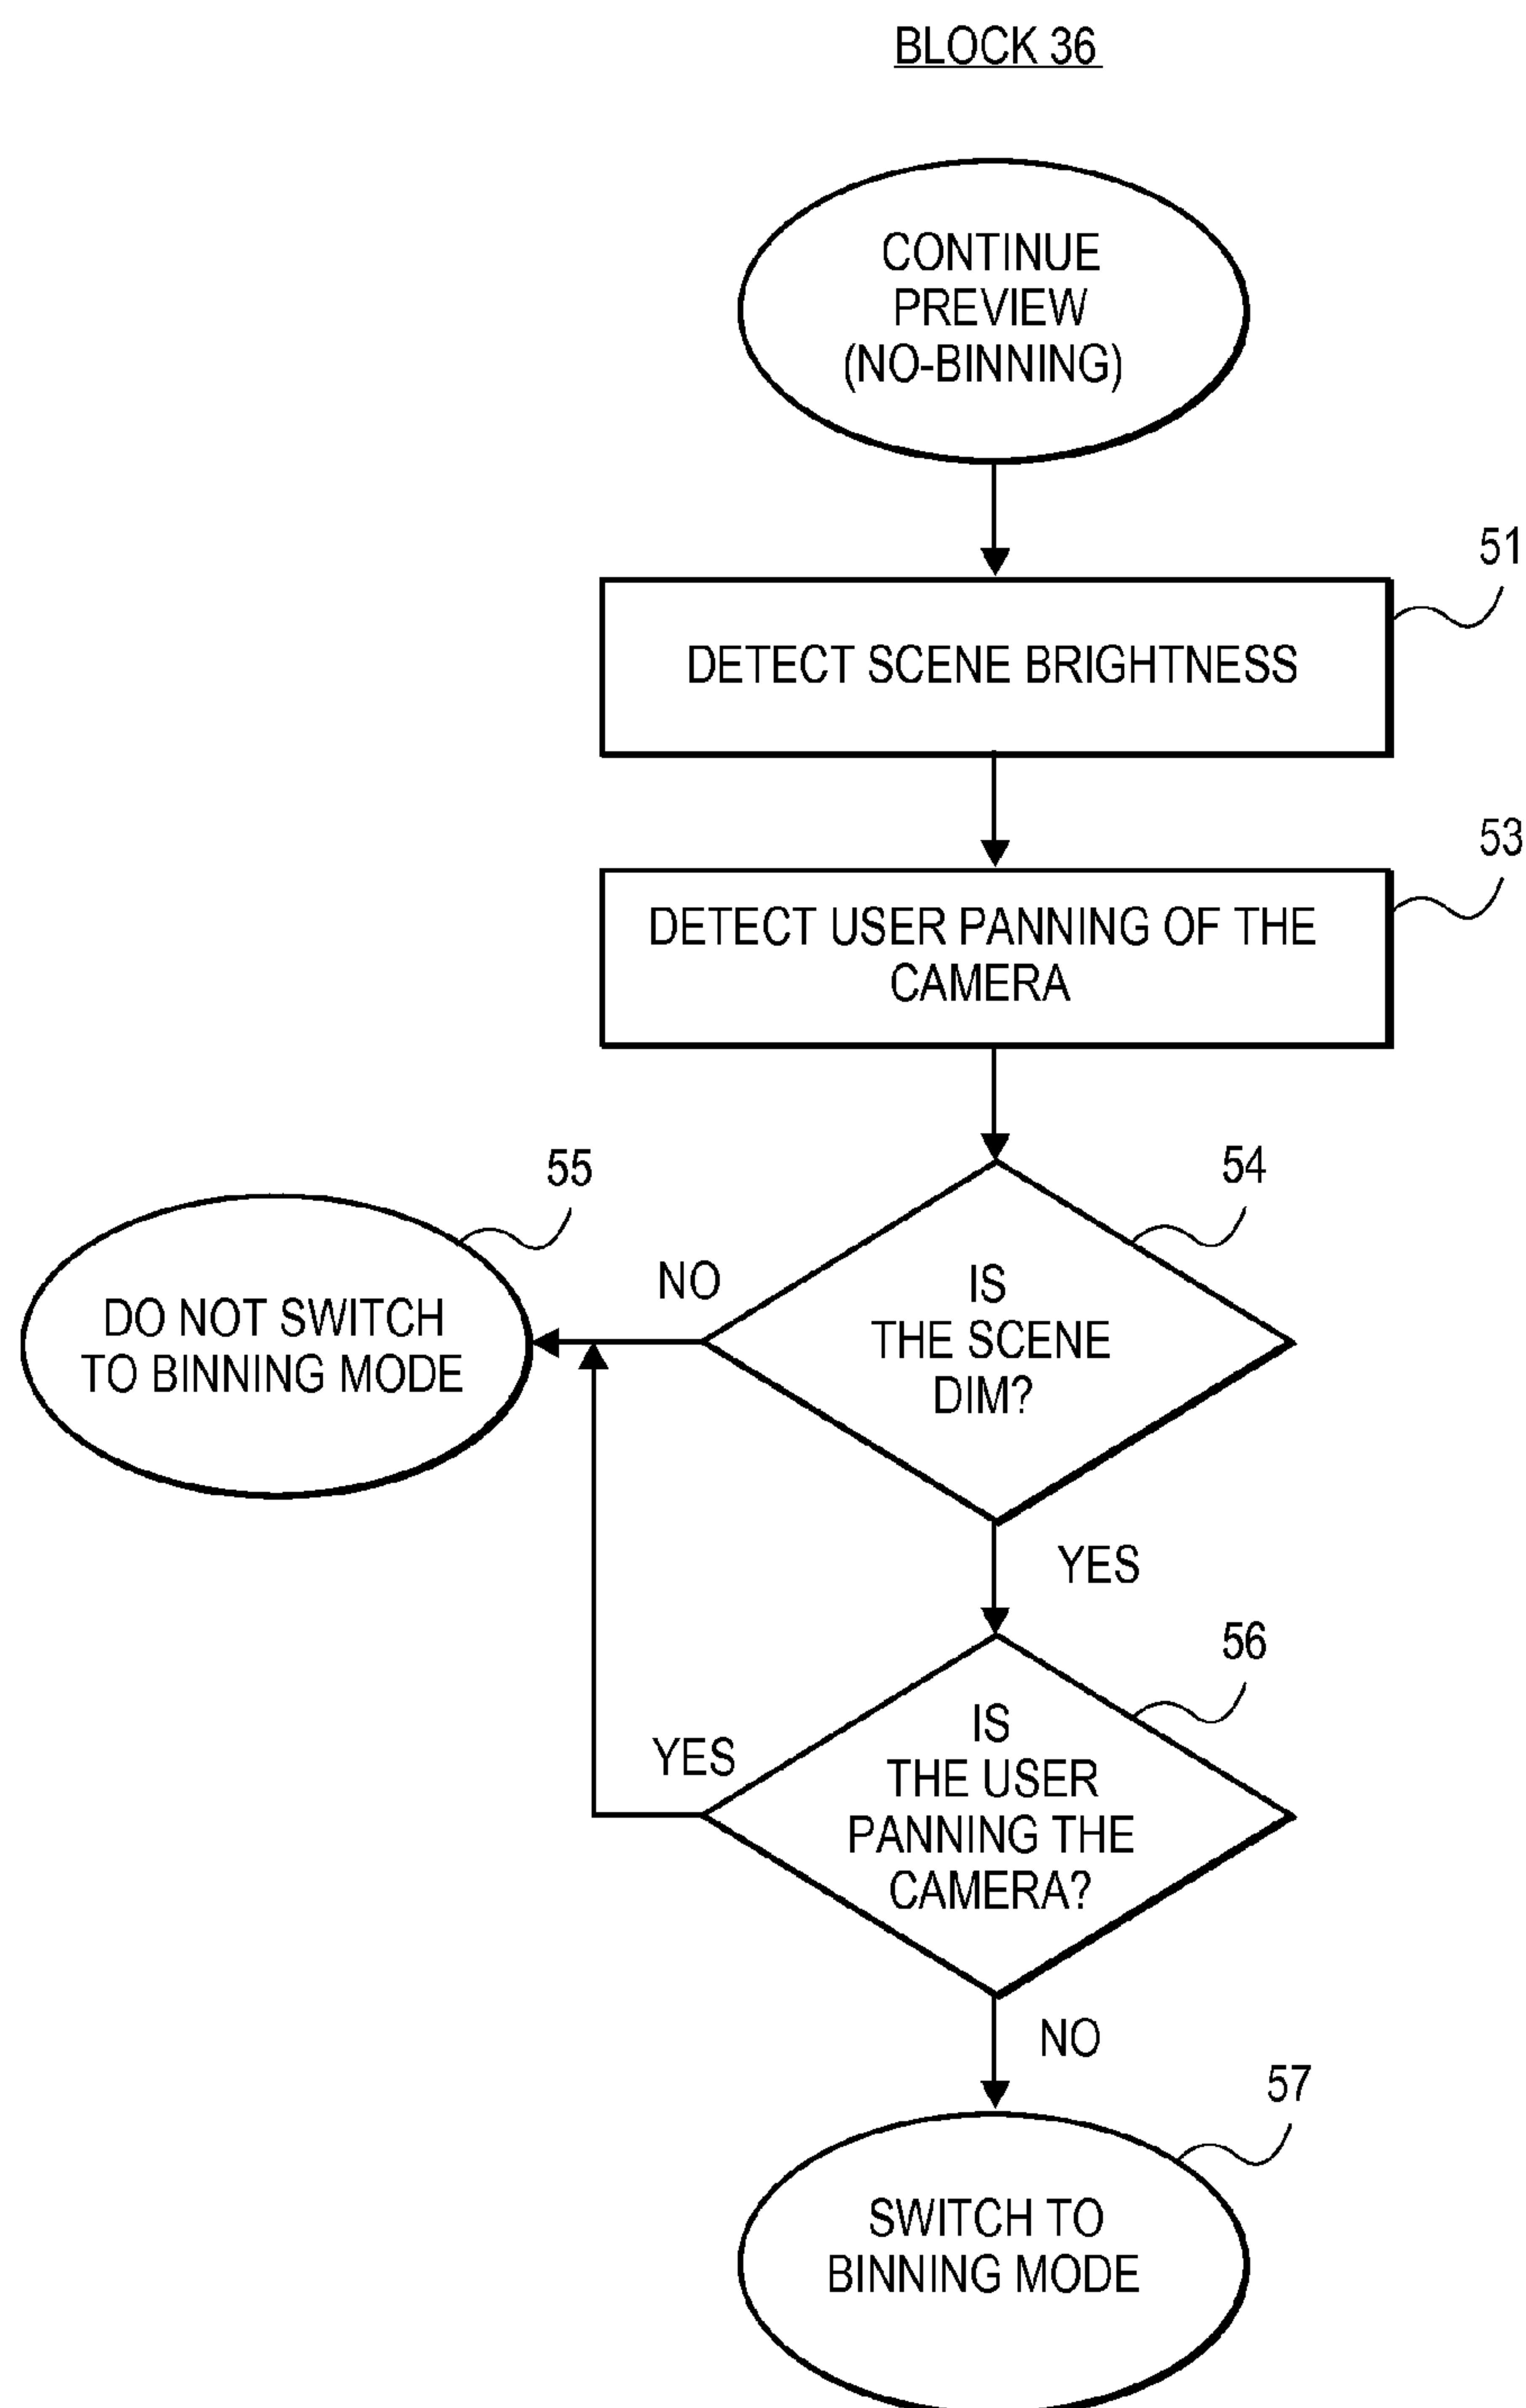 BLOCK 36
CONTINUE
PREVIEW
(NO-BINNING)
51
DETECT SCENE BRIGHTNESS
53
DETECT USER PANNING OF THE
CAMERA
55
54
DO NOT SWITCH
TO BINNING MODE
NO
IS
THE SCENE
DIM?
YES
56
YES
IS
THE USER
PANNING THE
CAMERA?
NO
57
SWITCH TO
BINNING MODE